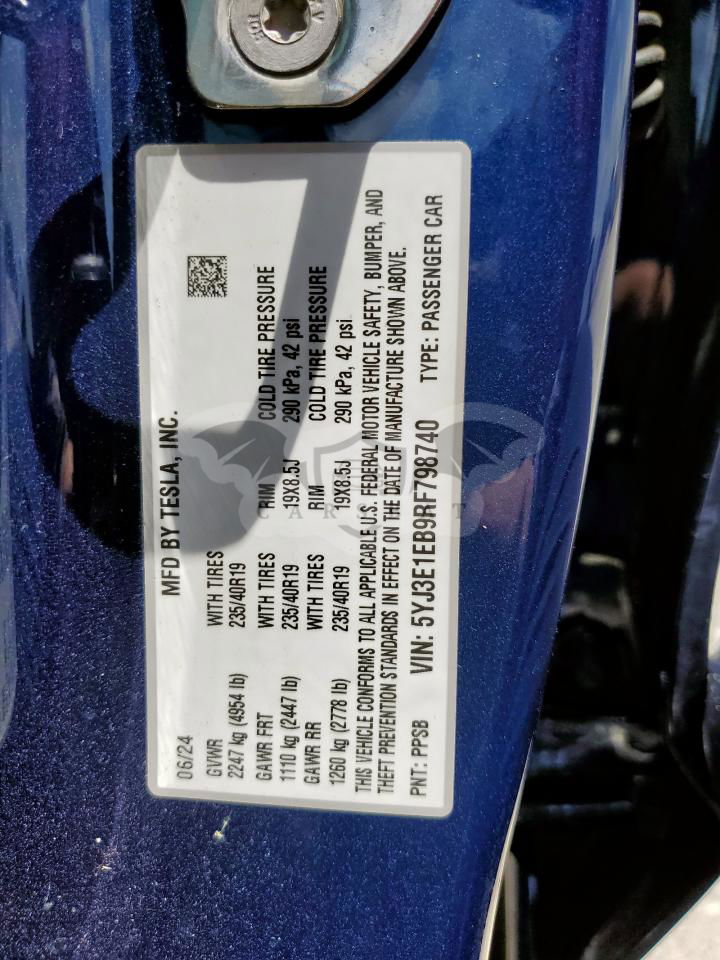 MFD BY TESLA, INC.
06/24
GVWR WITH TIRES
2247 kg (4954 lb) 235/40R19
GAWR FRT WITH TIRES RIM COLD TIRE PRESSURE
1110 kg (2447 lb) 235/40R19 19X8.5J 290 kPa, 42 psi
GAWR RR WITH TIRES RIM COLD TIRE PRESSURE
1260 kg (2778 lb) 235/40R19 19X8.5J 290 kPa, 42 psi
THIS VEHICLE CONFORMS TO ALL APPLICABLE U.S. FEDERAL MOTOR VEHICLE SAFETY, BUMPER, AND
THEFT PREVENTION STANDARDS IN EFFECT ON THE DATE OF MANUFACTURE SHOWN ABOVE.
PNT: PPSB VIN: 5YJ3E1EB9RF798740 TYPE: PASSENGER CAR